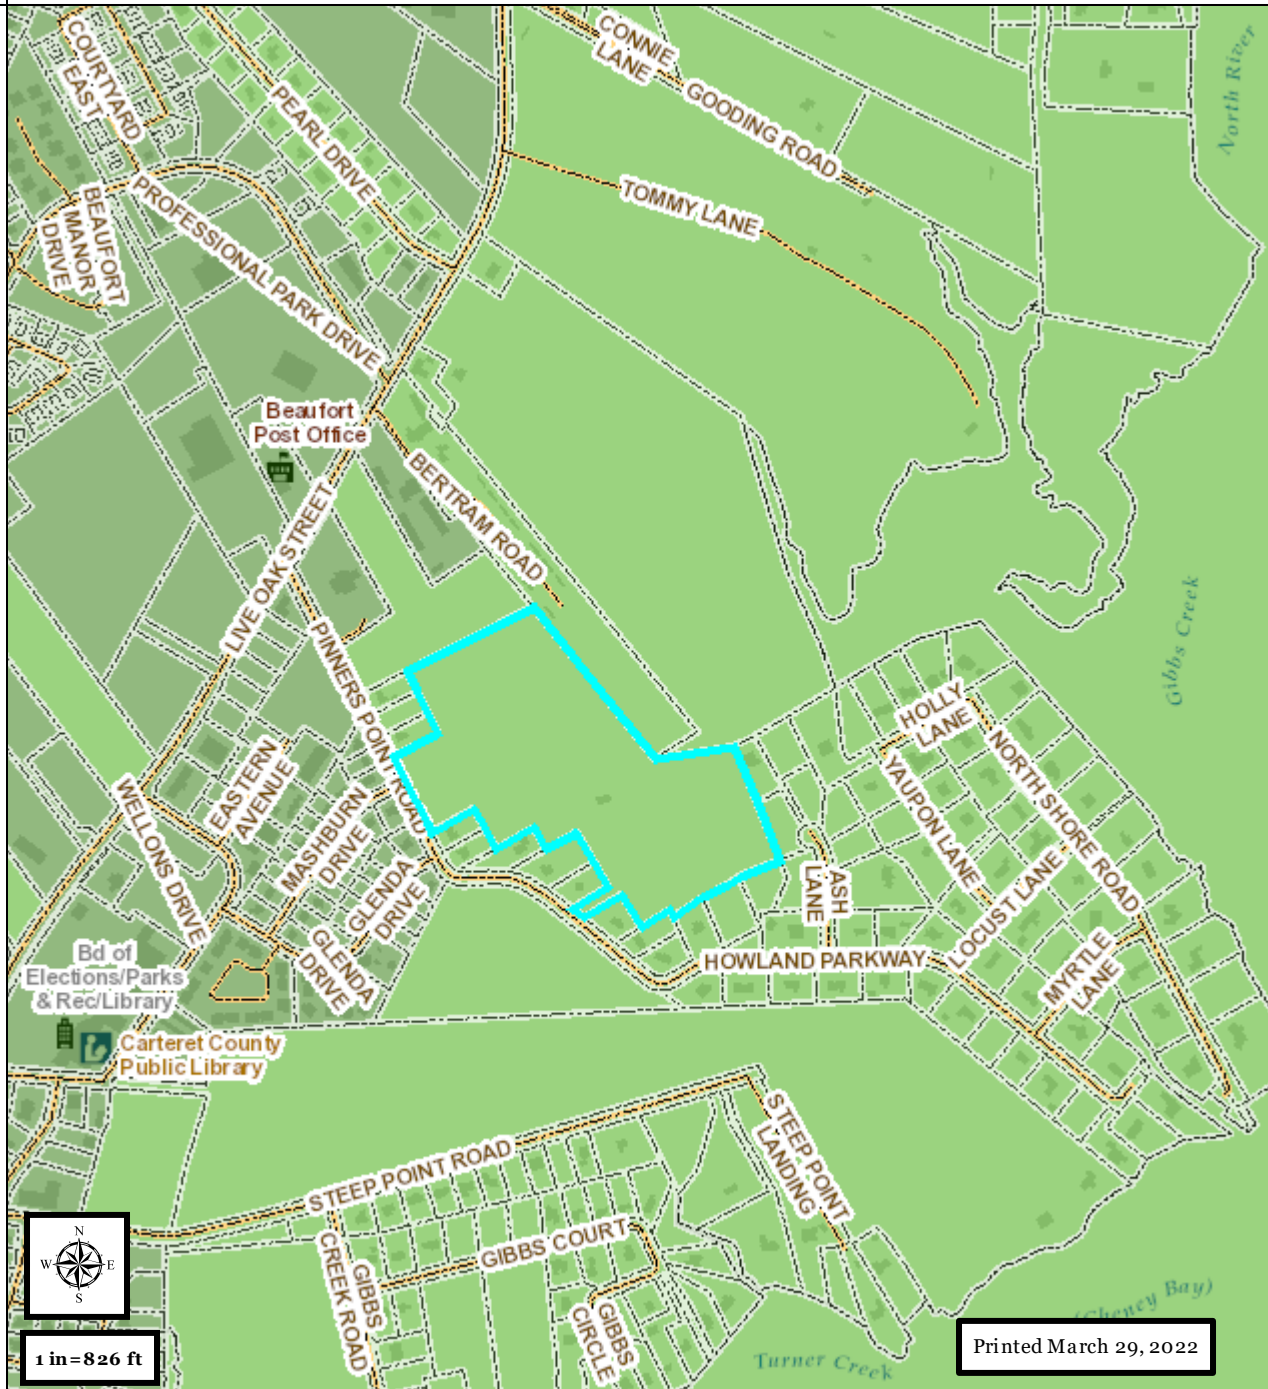 COURTYARD
EAST
CONNIE
LANE
North River
PEARL DRIVE
GOODING ROAD
TOMMY LANE
BEAUFORT
MANOR
DRIVE
PROFESSIONAL PARK DRIVE
Beaufort
Post Office
BERTRAM ROAD
LIVE OAK STREET
Gibbs Creek
PINNERS POINT ROAD
HOLLY
LANE
NORTH SHORE ROAD
EASTERN
AVENUE
YAUPON LANE
WELLONS DRIVE
MASHBURN
DRIVE
GLENDA
DRIVE
ASH
LANE
LOCUST LANE
GLENDA
DRIVE
HOWLAND PARKWAY
MYRTLE
LANE
Bd of
Elections/Parks
& Rec/Library
Carteret County
Public Library
STEEP POINT
LANDING
STEEP POINT ROAD
GIBBS COURT
GIBBS
CREEK ROAD
GIBBS
CIRCLE
(Cheney Bay)
Turner Creek
N
W E
S
1 in=826 ft
Printed March 29, 2022